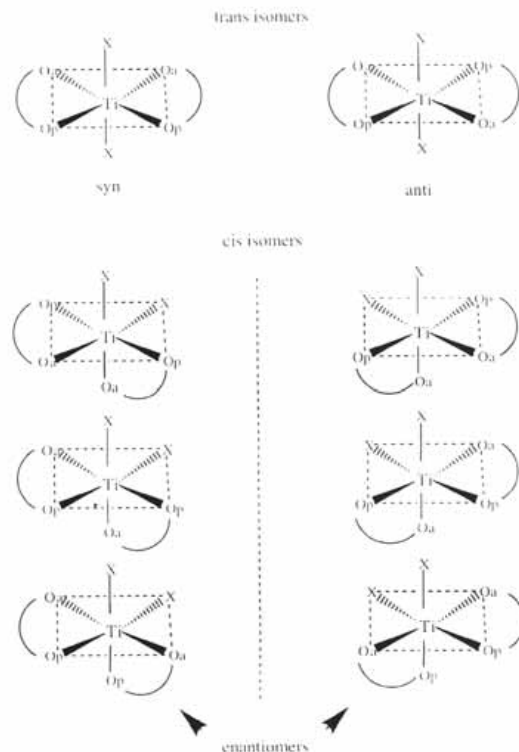 trans isomers
X X
Oa Oa O Op
Ti Ti
Op Op Op Oa
X X
syn anti
cis isomers
X X
Op X X Op
Ti Ti
Oa Op Op Oa
Oa Oa
X X
Oa X X Oa
Ti Ti
Op Op Op Op
Oa Oa
X X
Oa X X Oa
Ti Ti
Op Oa Oa Op
Op Op
enantiomers